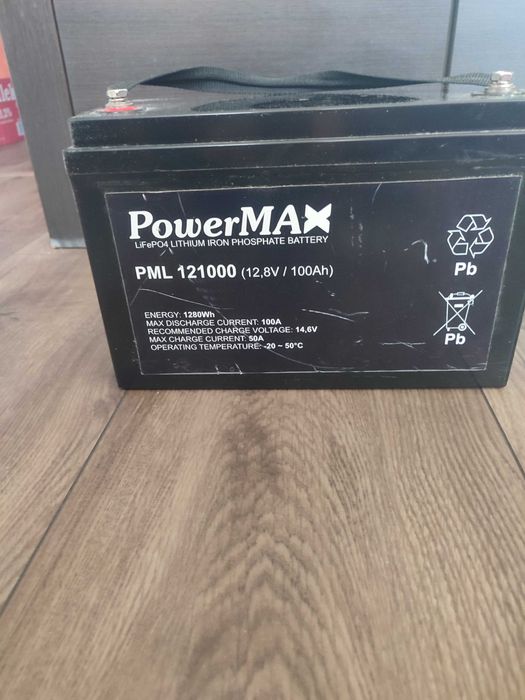 PowerMAX
LiFePO4 LITHIUM IRON PHOSPHATE BATTERY
PML 121000 (12,8V / 100Ah)
ENERGY: 1280Wh
MAX DISCHARGE CURRENT: 100A
RECOMMENDED CHARGE VOLTAGE: 14,6V
MAX CHARGE CURRENT: 50A
OPERATING TEMPERATURE: -20 ~ 50°C
Pb
Pb